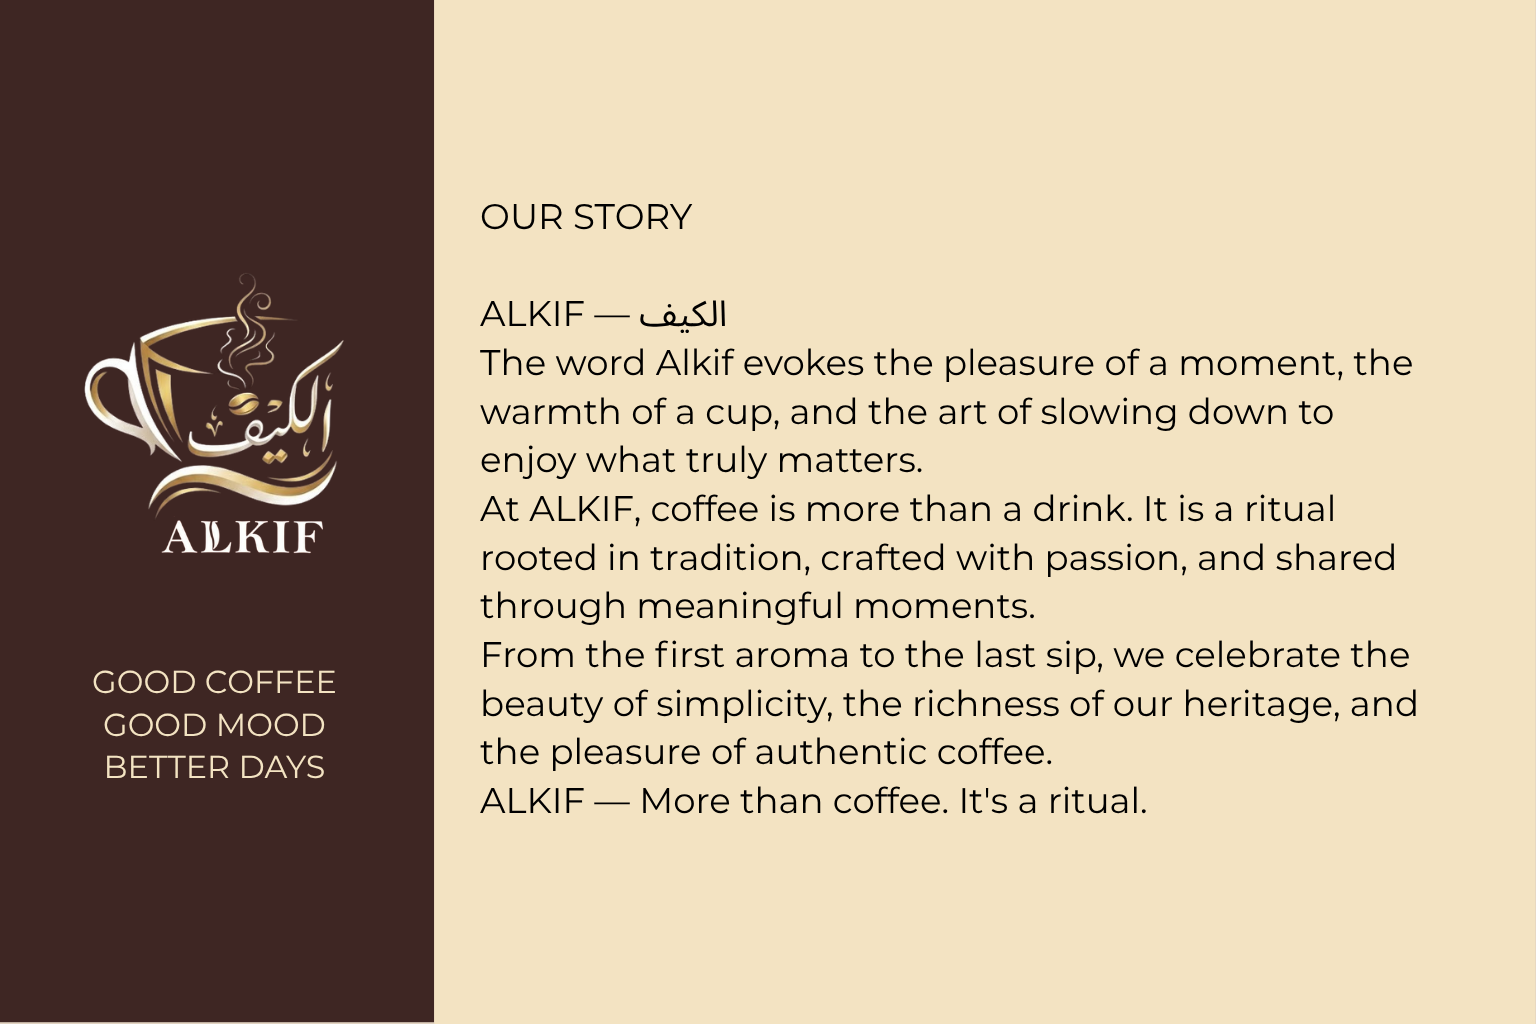 الكيف
ALKIF
GOOD COFFEE
GOOD MOOD
BETTER DAYS
OUR STORY
ALKIF — الكيف
The word Alkif evokes the pleasure of a moment, the
warmth of a cup, and the art of slowing down to
enjoy what truly matters.
At ALKIF, coffee is more than a drink. It is a ritual
rooted in tradition, crafted with passion, and shared
through meaningful moments.
From the first aroma to the last sip, we celebrate the
beauty of simplicity, the richness of our heritage, and
the pleasure of authentic coffee.
ALKIF — More than coffee. It's a ritual.